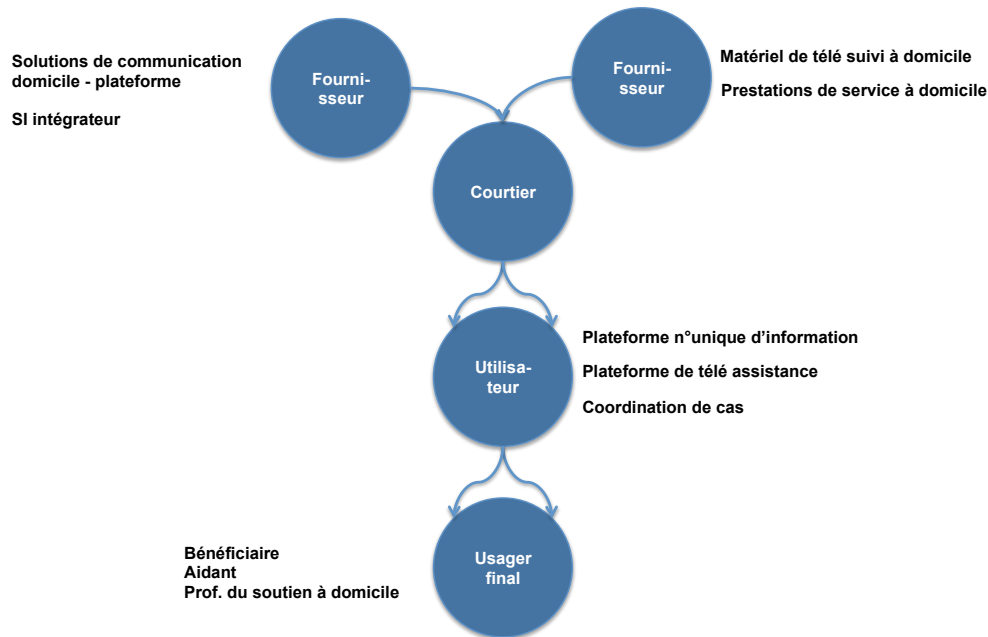 Solutions de communication
domicile - plateforme
SI intégrateur
Fourni-
sseur
Fourni-
sseur
Matériel de télé suivi à domicile
Prestations de service à domicile
Courtier
Utilisa-
teur
Plateforme n°unique d'information
Plateforme de télé assistance
Coordination de cas
Bénéficiaire
Aidant
Prof. du soutien à domicile
Usager
final